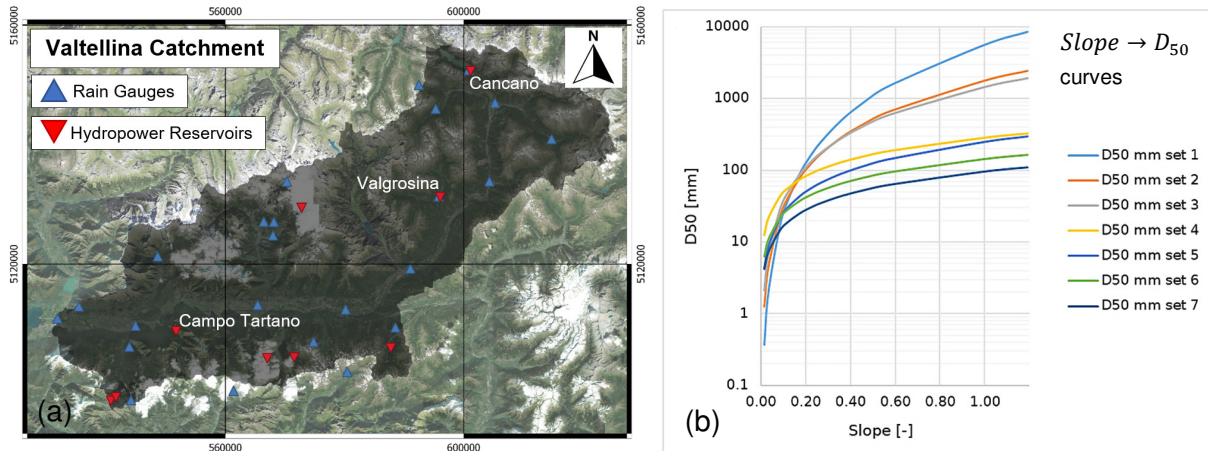 560000
600000
5160000
5160000
Valtellina Catchment
Rain Gauges
Hydropower Reservoirs
N
Cancano
Valgrosina
5120000
5120000
Campo Tartano
(a)
560000
600000
10000
1000
100
10
1
0.1
D50 [mm]
0.00
0.20
0.40
0.60
0.80
1.00
Slope [-]
(b)
Slope → D50
curves
D50 mm set 1
D50 mm set 2
D50 mm set 3
D50 mm set 4
D50 mm set 5
D50 mm set 6
D50 mm set 7